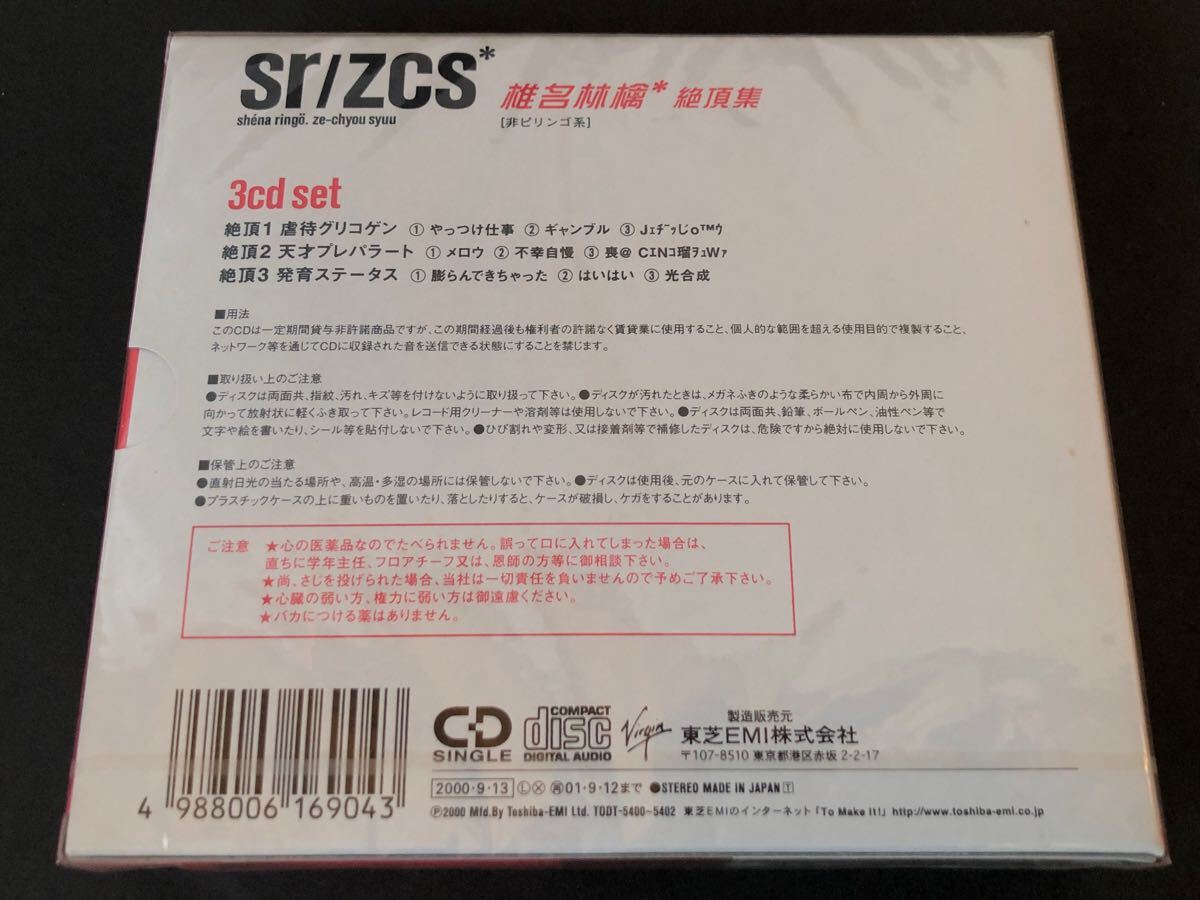 sr/zcs*
shéna ringö. ze-chyou syuu
椎名林檎* 絶頂集
[非ピリンゴ系]
3cd set
絶頂1 虐待グリコゲン ① やっつけ仕事 ② ギャンブル ③ Jｪﾁﾞｯじo™ｳ
絶頂2 天才プレパラート ① メロウ ② 不幸自慢 ③ 喪@ CINｺ瑠ｦｭWｧ
絶頂3 発育ステータス ① 膨らんできちゃった ② はいはい ③ 光合成
■用法
このCDは一定期間貸与非許諾商品ですが、この期間経過後も権利者の許諾なく賃貸業に使用すること、個人的な範囲を超える使用目的で複製すること、
ネットワーク等を通じてCDに収録された音を送信できる状態にすることを禁じます。
■取り扱い上のご注意
●ディスクは両面共、指紋、汚れ、キズ等を付けないように取り扱って下さい。●ディスクが汚れたときは、メガネふきのような柔らかい布で内周から外周に
向かって放射状に軽くふき取って下さい。レコード用クリーナーや溶剤等は使用しないで下さい。●ディスクは両面共、鉛筆、ボールペン、油性ペン等で
文字や絵を書いたり、シール等を貼付しないで下さい。●ひび割れや変形、又は接着剤等で補修したディスクは、危険ですから絶対に使用しないで下さい。
■保管上のご注意
●直射日光の当たる場所や、高温・多湿の場所には保管しないで下さい。●ディスクは使用後、元のケースに入れて保管して下さい。
●プラスチックケースの上に重いものを置いたり、落としたりすると、ケースが破損し、ケガをすることがあります。
ご注意 ★心の医薬品なのでたべられません。誤って口に入れてしまった場合は、
直ちに学年主任、フロアチーフ又は、恩師の方等に御相談下さい。
★尚、さじを投げられた場合、当社は一切責任を負いませんので予めご了承下さい。
★心臓の弱い方、権力に弱い方は御遠慮ください。
★バカにつける薬はありません。
4 988006 169043
CD SINGLE
COMPACT disc DIGITAL AUDIO
Virgin
製造販売元
東芝EMI株式会社
〒107-8510 東京都港区赤坂 2-2-17
2000・9・13 Ⓛ Ⓧ ㊞01・9・12まで ●STEREO MADE IN JAPAN T
Ⓟ2000 Mfd.By Toshiba-EMI Ltd. TODT-5400~5402 東芝EMIのインターネット「To Make It!」 http://www.toshiba-emi.co.jp